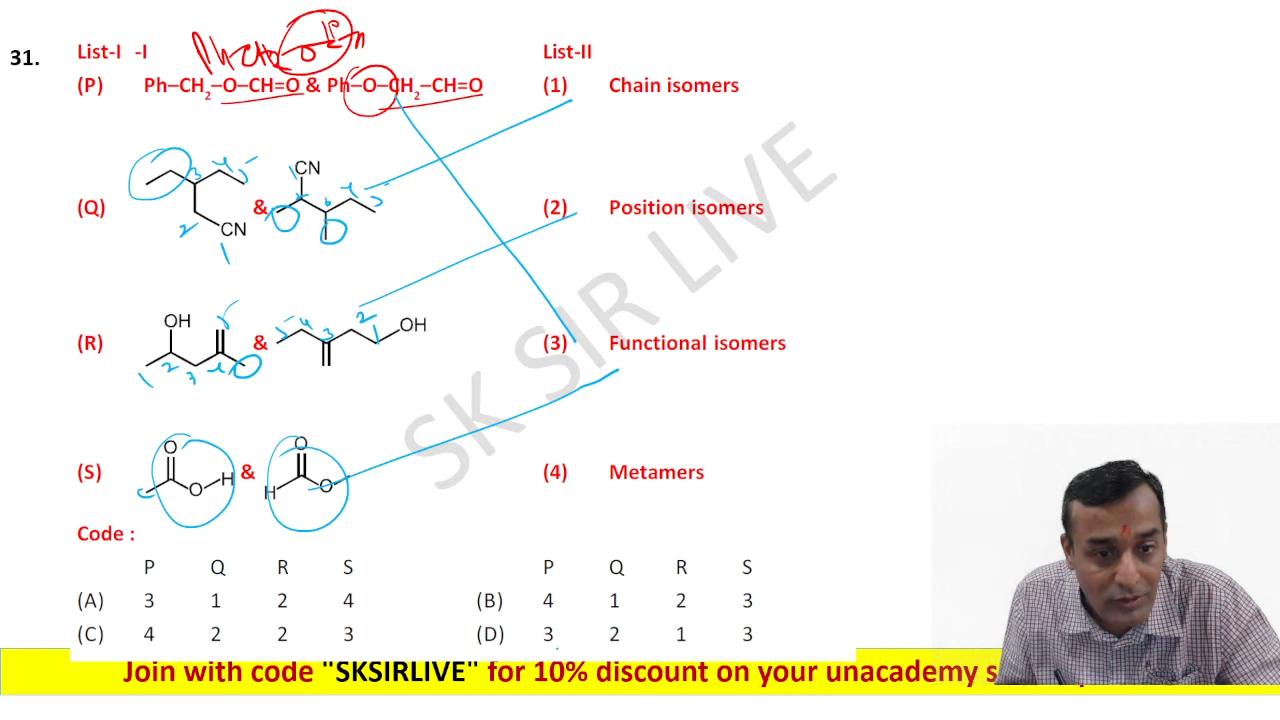 31. List-I -I List-II
(P) Ph–CH2–O–CH=O & Ph–O–CH2–CH=O (1) Chain isomers
CN
(Q) & (2) Position isomers
CN
OH
(R) & OH (3) Functional isomers
O O
(S) O H & H O (4) Metamers
Code :
P Q R S P Q R S
(A) 3 1 2 4 (B) 4 1 2 3
(C) 4 2 2 3 (D) 3 2 1 3
SK SIR LIVE
Join with code "SKSIRLIVE" for 10% discount on your unacademy s